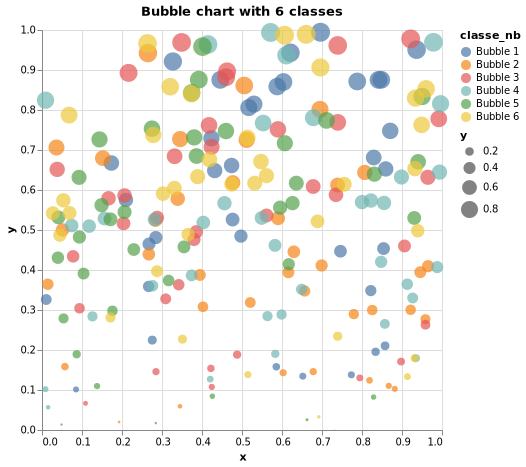 Bubble chart with 6 classes
1.0
0.9
0.8
0.7
0.6
0.5
0.4
0.3
0.2
0.1
0.0
y
0.0 0.1 0.2 0.3 0.4 0.5 0.6 0.7 0.8 0.9 1.0
x
classe_nb
Bubble 1
Bubble 2
Bubble 3
Bubble 4
Bubble 5
Bubble 6
y
0.2
0.4
0.6
0.8